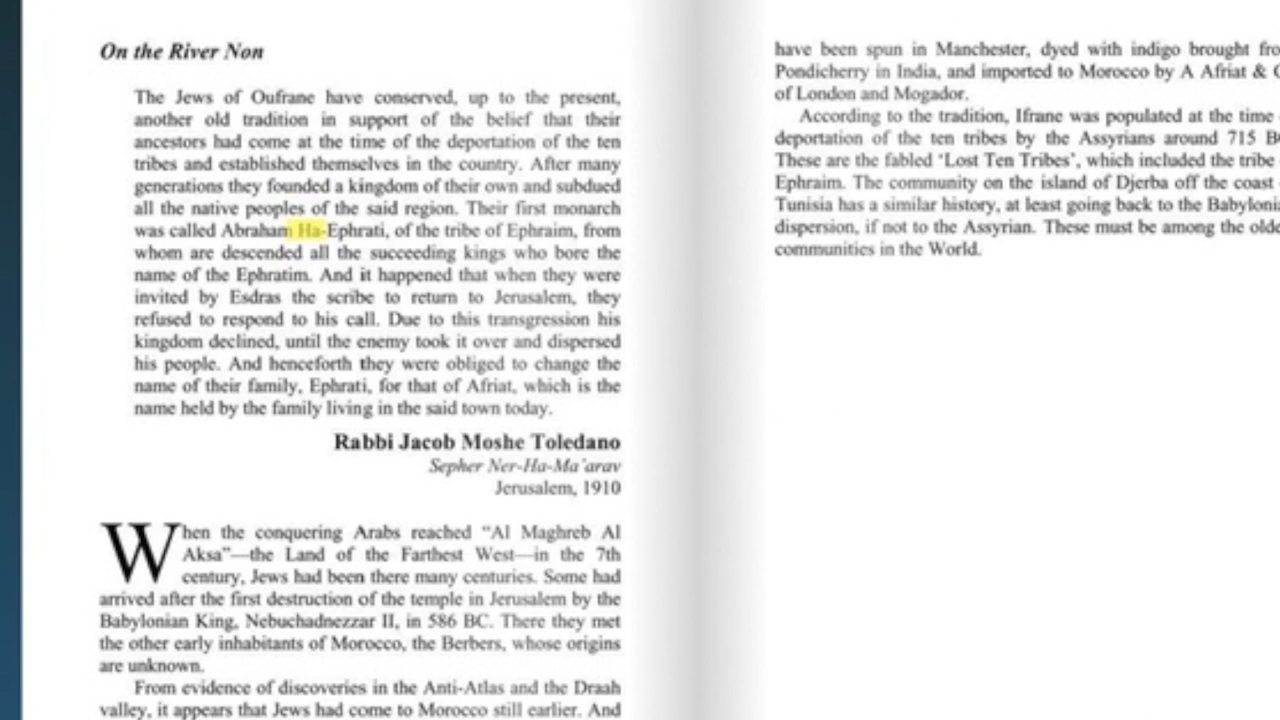 On the River Non
The Jews of Oufrane have conserved, up to the present,
another old tradition in support of the belief that their
ancestors had come at the time of the deportation of the ten
tribes and established themselves in the country. After many
generations they founded a kingdom of their own and subdued
all the native peoples of the said region. Their first monarch
was called Abraham Ha-Ephrati, of the tribe of Ephraim, from
whom are descended all the succeeding kings who bore the
name of the Ephratim. And it happened that when they were
invited by Esdras the scribe to return to Jerusalem, they
refused to respond to his call. Due to this transgression his
kingdom declined, until the enemy took it over and dispersed
his people. And henceforth they were obliged to change the
name of their family, Ephrati, for that of Afriat, which is the
name held by the family living in the said town today.
Rabbi Jacob Moshe Toledano
Sepher Ner-Ha-Ma'arav
Jerusalem, 1910
When the conquering Arabs reached "Al Maghreb Al
Aksa"—the Land of the Farthest West—in the 7th
century, Jews had been there many centuries. Some had
arrived after the first destruction of the temple in Jerusalem by the
Babylonian King, Nebuchadnezzar II, in 586 BC. There they met
the other early inhabitants of Morocco, the Berbers, whose origins
are unknown.
From evidence of discoveries in the Anti-Atlas and the Draah
valley, it appears that Jews had come to Morocco still earlier. And
have been spun in Manchester, dyed with indigo brought
Pondicherry in India, and imported to Morocco by A Afriat &
of London and Mogador.
According to the tradition, Ifrane was populated at the time
deportation of the ten tribes by the Assyrians around 715
These are the fabled 'Lost Ten Tribes', which included the tribe
Ephraim. The community on the island of Djerba off the coast
Tunisia has a similar history, at least going back to the
dispersion, if not to the Assyrian. These must be among the
communities in the World.